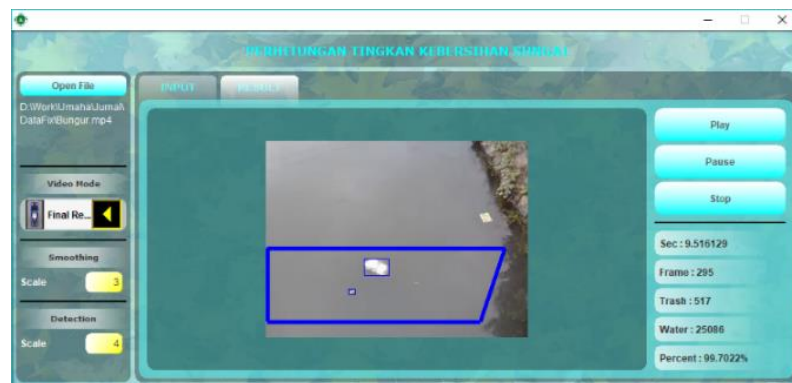 PERHITUNGAN TINGKAN KEBERSIHAN SUNGAI
Open File
D:\Work\Umaha\Jurnal\
DataFix\Bungur.mp4
Video Mode
Final Re...
Smoothing
Scale 3
Detection
Scale 4
INPUT RESULT
Play
Pause
Stop
Sec : 9.516129
Frame : 295
Trash : 517
Water : 25086
Percent : 99.7022%